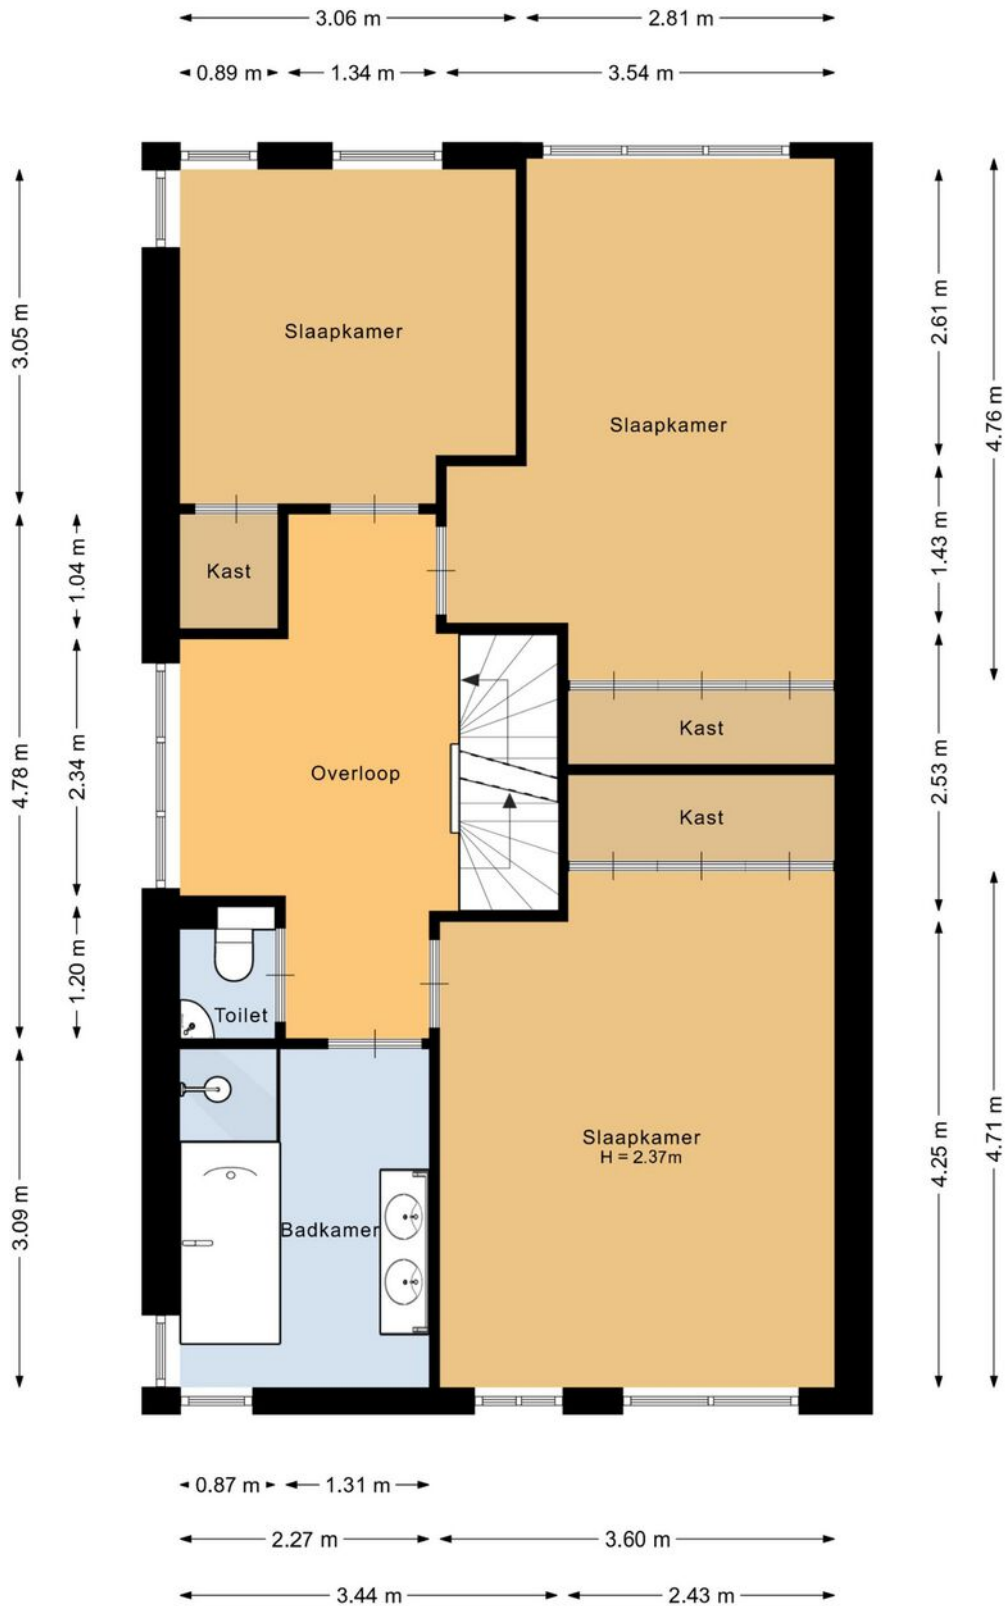 3.06 m
2.81 m
0.89 m
1.34 m
3.54 m
3.05 m
2.61 m
4.76 m
Slaapkamer
Slaapkamer
1.43 m
1.04 m
Kast
4.78 m
2.34 m
2.53 m
Kast
Overloop
Kast
1.20 m
Toilet
4.25 m
4.71 m
Slaapkamer
H = 2.37m
3.09 m
Badkamer
0.87 m
1.31 m
2.27 m
3.60 m
3.44 m
2.43 m